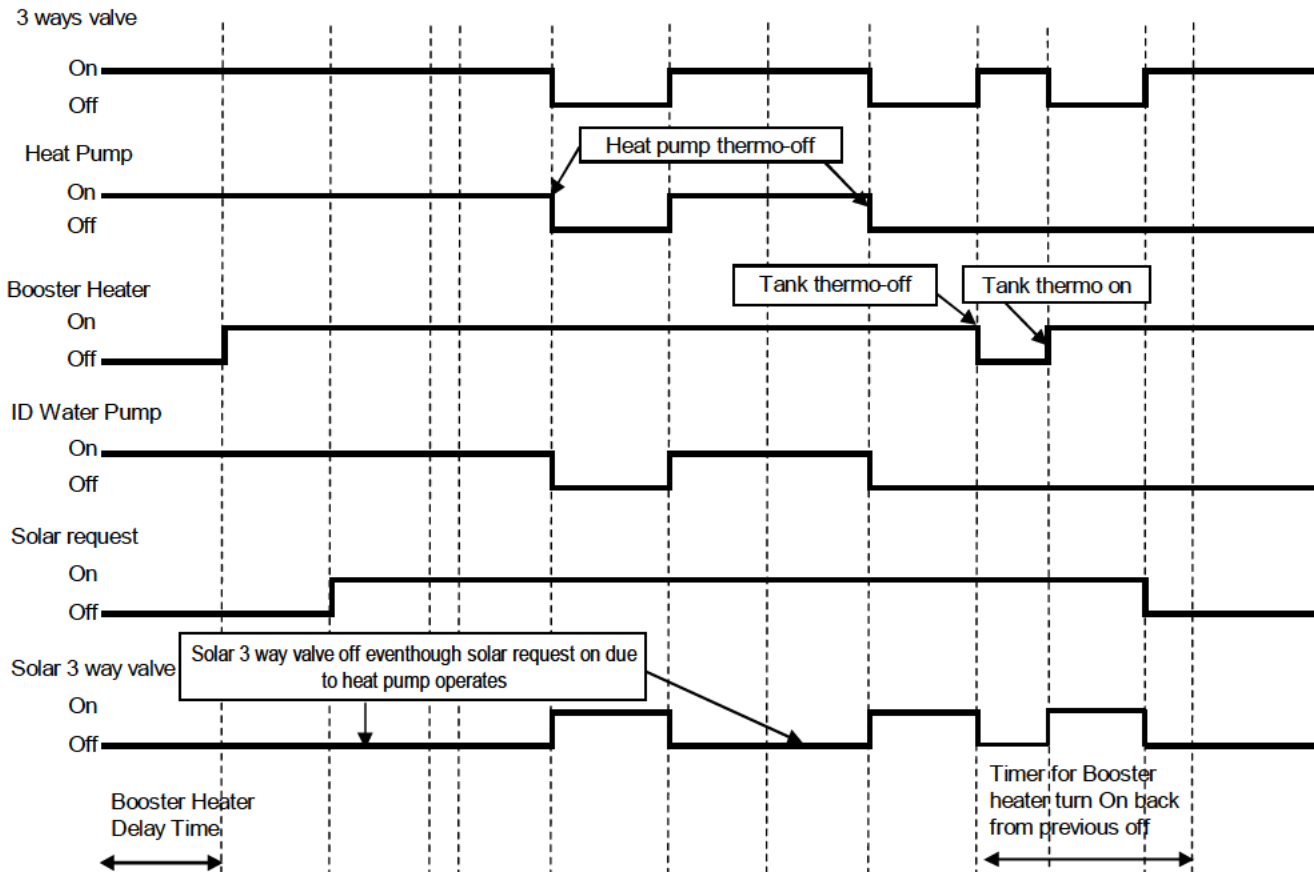 3 ways valve
On
Off
Heat Pump
Heat pump thermo-off
On
Off
Tank thermo-off
Tank thermo on
Booster Heater
On
Off
ID Water Pump
On
Off
Solar request
On
Off
Solar 3 way valve off eventhough solar request on due
to heat pump operates
Solar 3 way valve
On
Off
Booster Heater
Delay Time
Timer for Booster
heater turn On back
from previous off